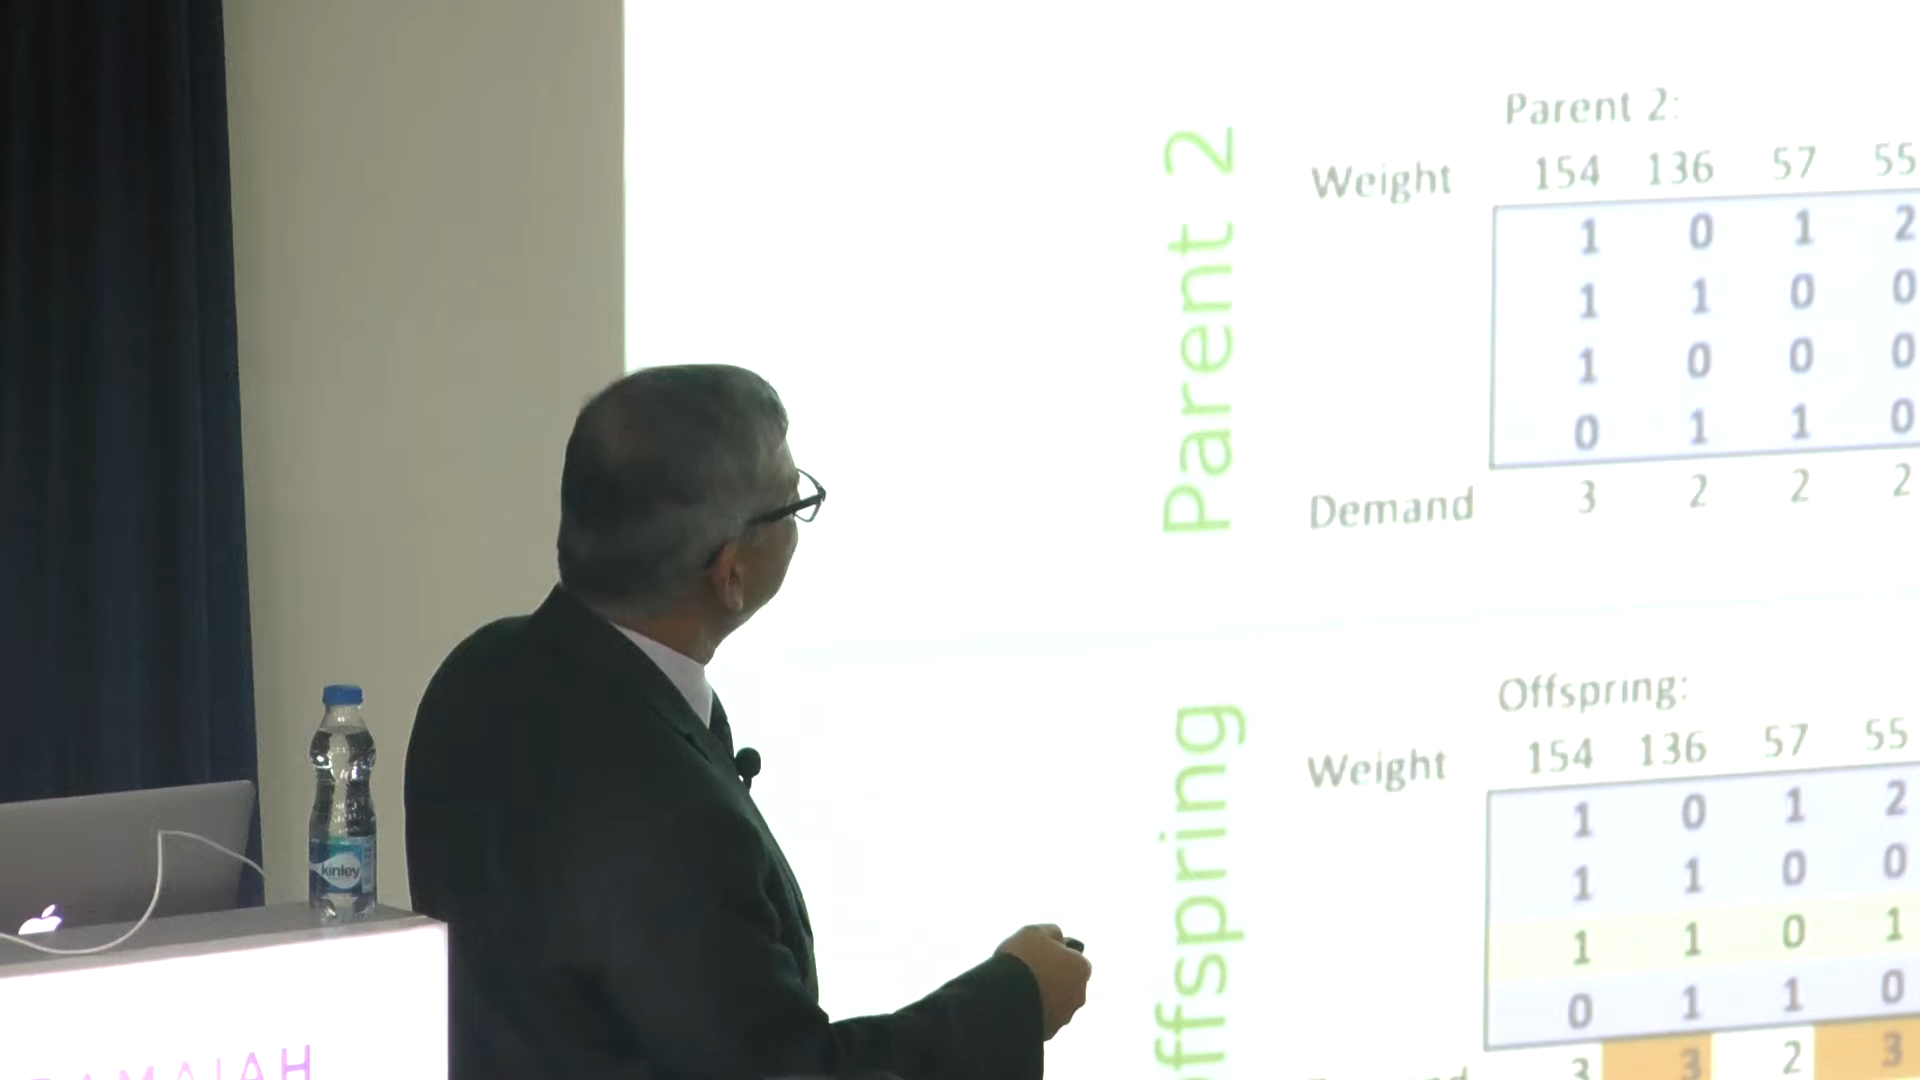 Parent 2
Parent 2:
Weight 154 136 57 55
1 0 1 2
1 1 0 0
1 0 0 0
0 1 1 0
Demand 3 2 2 2
Offspring:
Weight 154 136 57 55
1 0 1 2
1 1 0 0
1 1 0 1
0 1 1 0
3 3 2 3
kinley